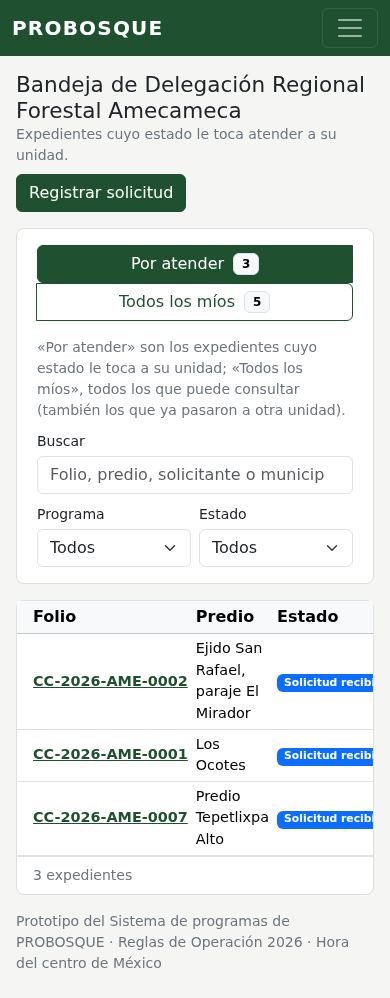 PROBOSQUE
Bandeja de Delegación Regional
Forestal Amecameca
Expedientes cuyo estado le toca atender a su
unidad.
Registrar solicitud
Por atender 3
Todos los míos 5
«Por atender» son los expedientes cuyo
estado le toca a su unidad; «Todos los
míos», todos los que puede consultar
(también los que ya pasaron a otra unidad).
Buscar
Folio, predio, solicitante o municip
Programa Estado
Todos Todos
Folio Predio Estado
CC-2026-AME-0002 Ejido San Rafael, paraje El Mirador Solicitud recibi
CC-2026-AME-0001 Los Ocotes Solicitud recibi
CC-2026-AME-0007 Predio Tepetlixpa Alto Solicitud recibi
3 expedientes
Prototipo del Sistema de programas de
PROBOSQUE · Reglas de Operación 2026 · Hora
del centro de México